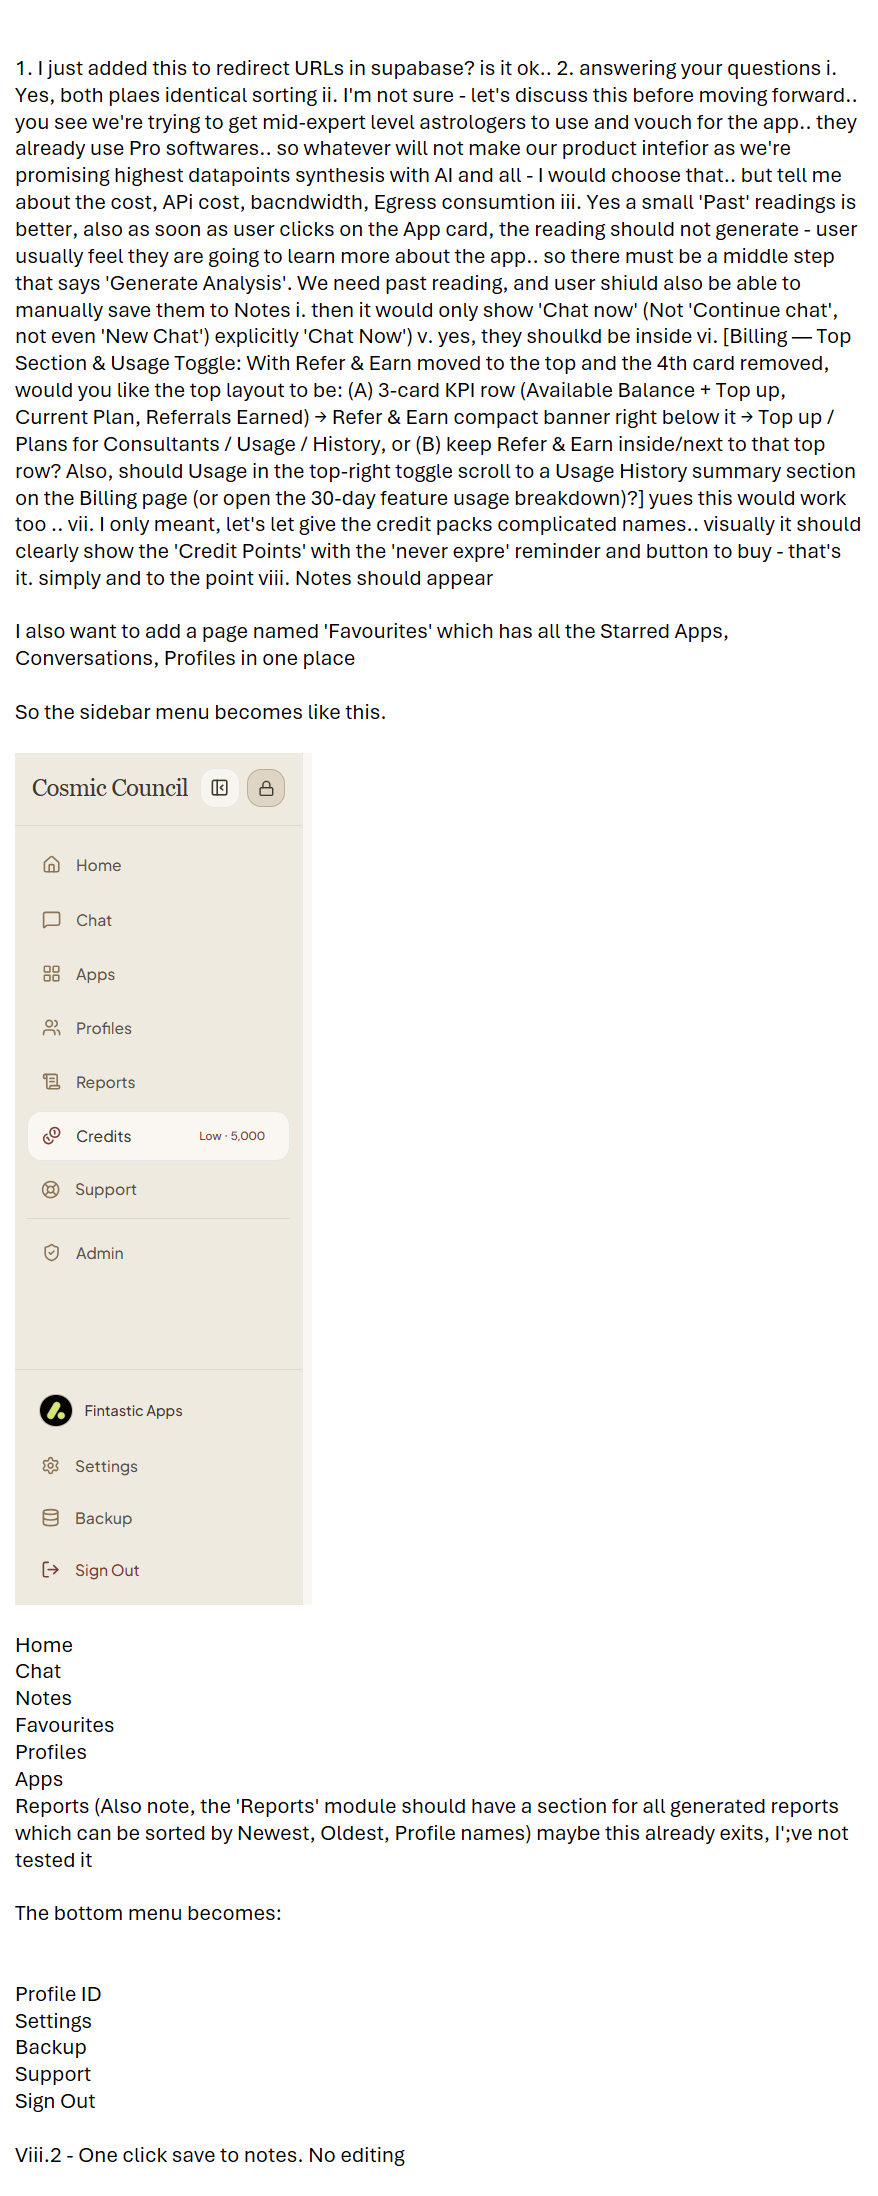 1. I just added this to redirect URLs in supabase? is it ok.. 2. answering your questions i.
Yes, both plaes identical sorting ii. I'm not sure - let's discuss this before moving forward..
you see we're trying to get mid-expert level astrologers to use and vouch for the app.. they
already use Pro softwares.. so whatever will not make our product intefior as we're
promising highest datapoints synthesis with AI and all - I would choose that.. but tell me
about the cost, APi cost, bacndwidth, Egress consumtion iii. Yes a small 'Past' readings is
better, also as soon as user clicks on the App card, the reading should not generate - user
usually feel they are going to learn more about the app.. so there must be a middle step
that says 'Generate Analysis'. We need past reading, and user shiuld also be able to
manually save them to Notes i. then it would only show 'Chat now' (Not 'Continue chat',
not even 'New Chat') explicitly 'Chat Now') v. yes, they shoulkd be inside vi. [Billing — Top
Section & Usage Toggle: With Refer & Earn moved to the top and the 4th card removed,
would you like the top layout to be: (A) 3-card KPI row (Available Balance + Top up,
Current Plan, Referrals Earned) → Refer & Earn compact banner right below it → Top up /
Plans for Consultants / Usage / History, or (B) keep Refer & Earn inside/next to that top
row? Also, should Usage in the top-right toggle scroll to a Usage History summary section
on the Billing page (or open the 30-day feature usage breakdown)?] yues this would work
too .. vii. I only meant, let's let give the credit packs complicated names.. visually it should
clearly show the 'Credit Points' with the 'never expre' reminder and button to buy - that's
it. simply and to the point viii. Notes should appear
I also want to add a page named 'Favourites' which has all the Starred Apps,
Conversations, Profiles in one place
So the sidebar menu becomes like this.
Cosmic Council
Home
Chat
Apps
Profiles
Reports
Credits Low · 5,000
Support
Admin
Fintastic Apps
Settings
Backup
Sign Out
Home
Chat
Notes
Favourites
Profiles
Apps
Reports (Also note, the 'Reports' module should have a section for all generated reports
which can be sorted by Newest, Oldest, Profile names) maybe this already exits, I';ve not
tested it
The bottom menu becomes:
Profile ID
Settings
Backup
Support
Sign Out
Viii.2 - One click save to notes. No editing